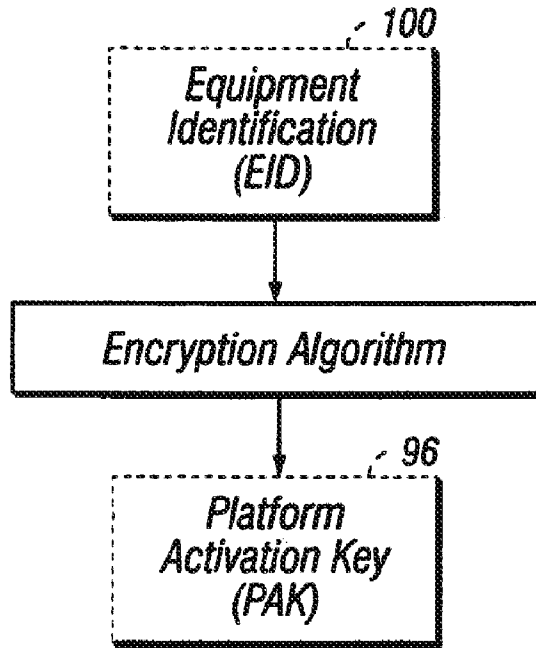 100
Equipment
Identification
(EID)
Encryption Algorithm
96
Platform
Activation Key
(PAK)